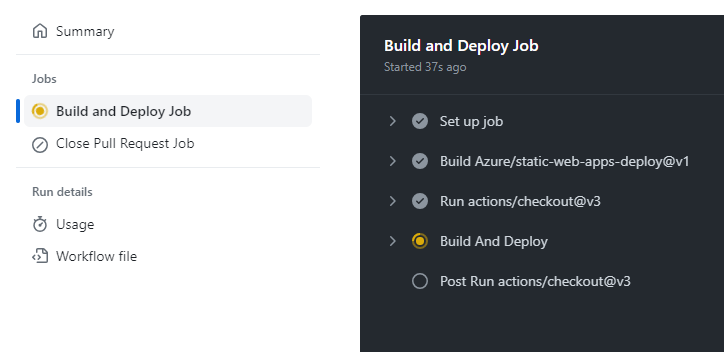 Summary
Jobs
Build and Deploy Job
Close Pull Request Job
Run details
Usage
Workflow file
Build and Deploy Job
Started 37s ago
Set up job
Build Azure/static-web-apps-deploy@v1
Run actions/checkout@v3
Build And Deploy
Post Run actions/checkout@v3